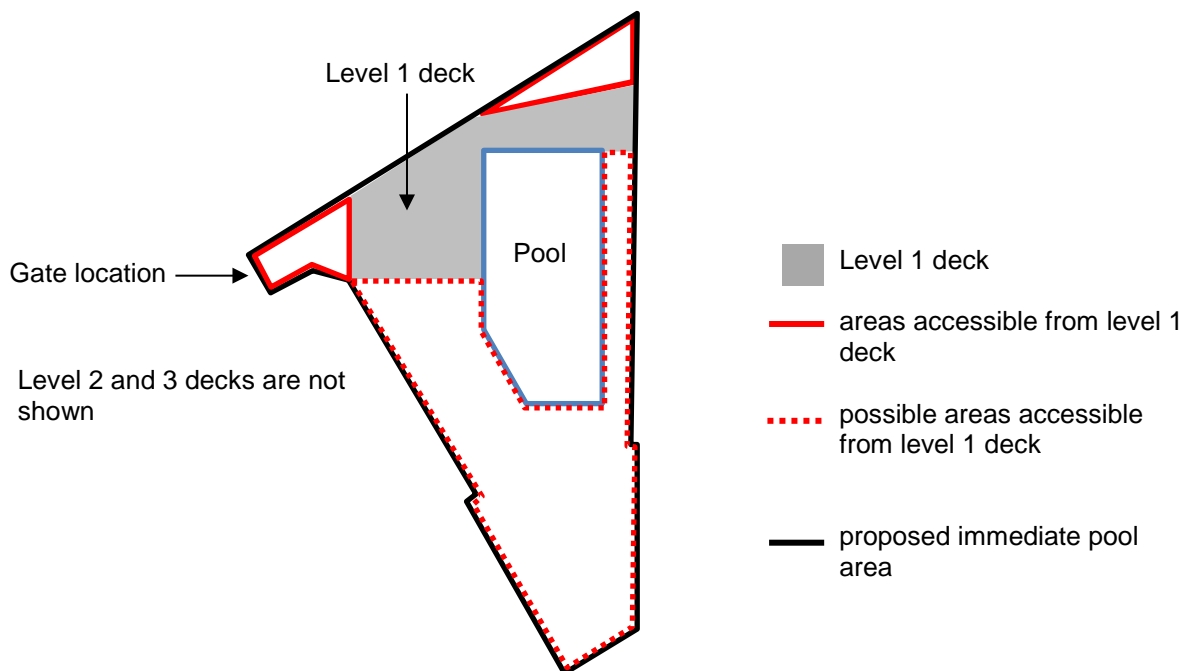 Level 1 deck
Gate location
Pool
Level 2 and 3 decks are not
shown
Level 1 deck
areas accessible from level 1
deck
possible areas accessible
from level 1 deck
proposed immediate pool
area